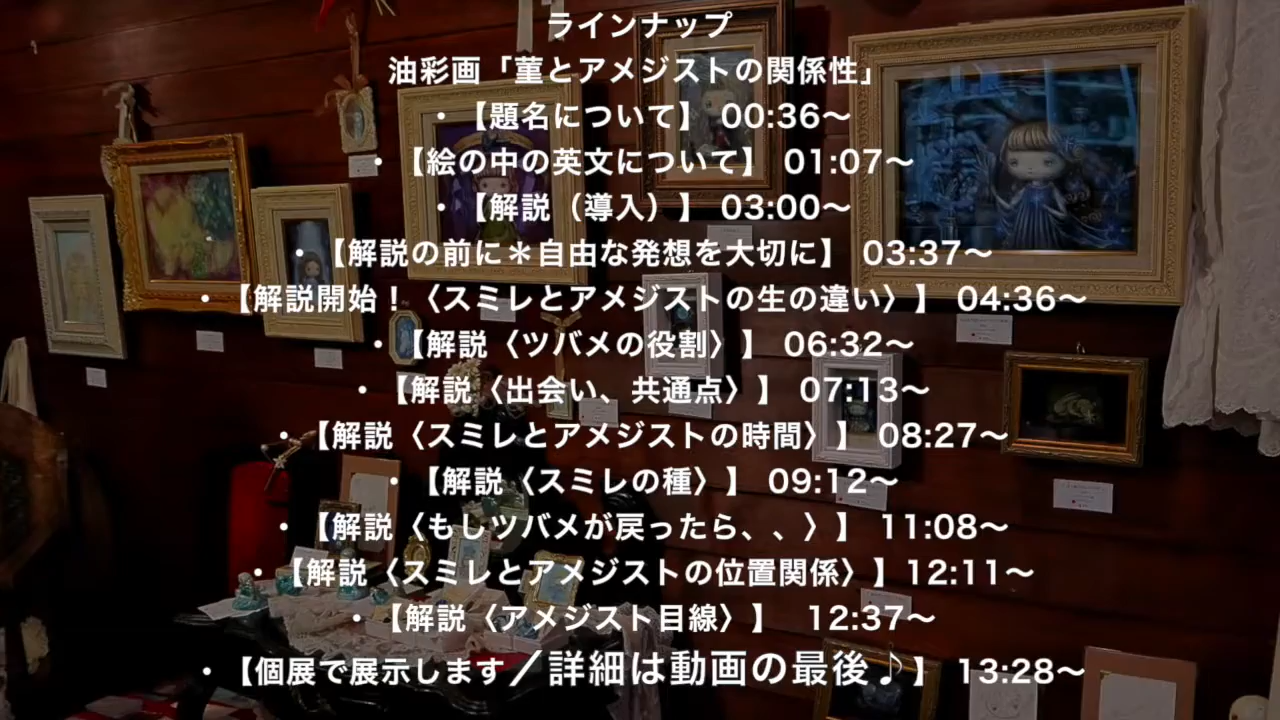 ラインナップ
油彩画「菫とアメジストの関係性」
・【題名について】 00:36〜
・【絵の中の英文について】 01:07〜
・【解説（導入）】 03:00〜
・【解説の前に＊自由な発想を大切に】 03:37〜
・【解説開始！〈スミレとアメジストの生の違い〉】 04:36〜
・【解説〈ツバメの役割〉】 06:32〜
・【解説〈出会い、共通点〉】 07:13〜
・【解説〈スミレとアメジストの時間〉】 08:27〜
・【解説〈スミレの種〉】 09:12〜
・【解説〈もしツバメが戻ったら、、〉】 11:08〜
・【解説〈スミレとアメジストの位置関係〉】12:11〜
・【解説〈アメジスト目線〉】 12:37〜
・【個展で展示します／詳細は動画の最後♪】 13:28〜